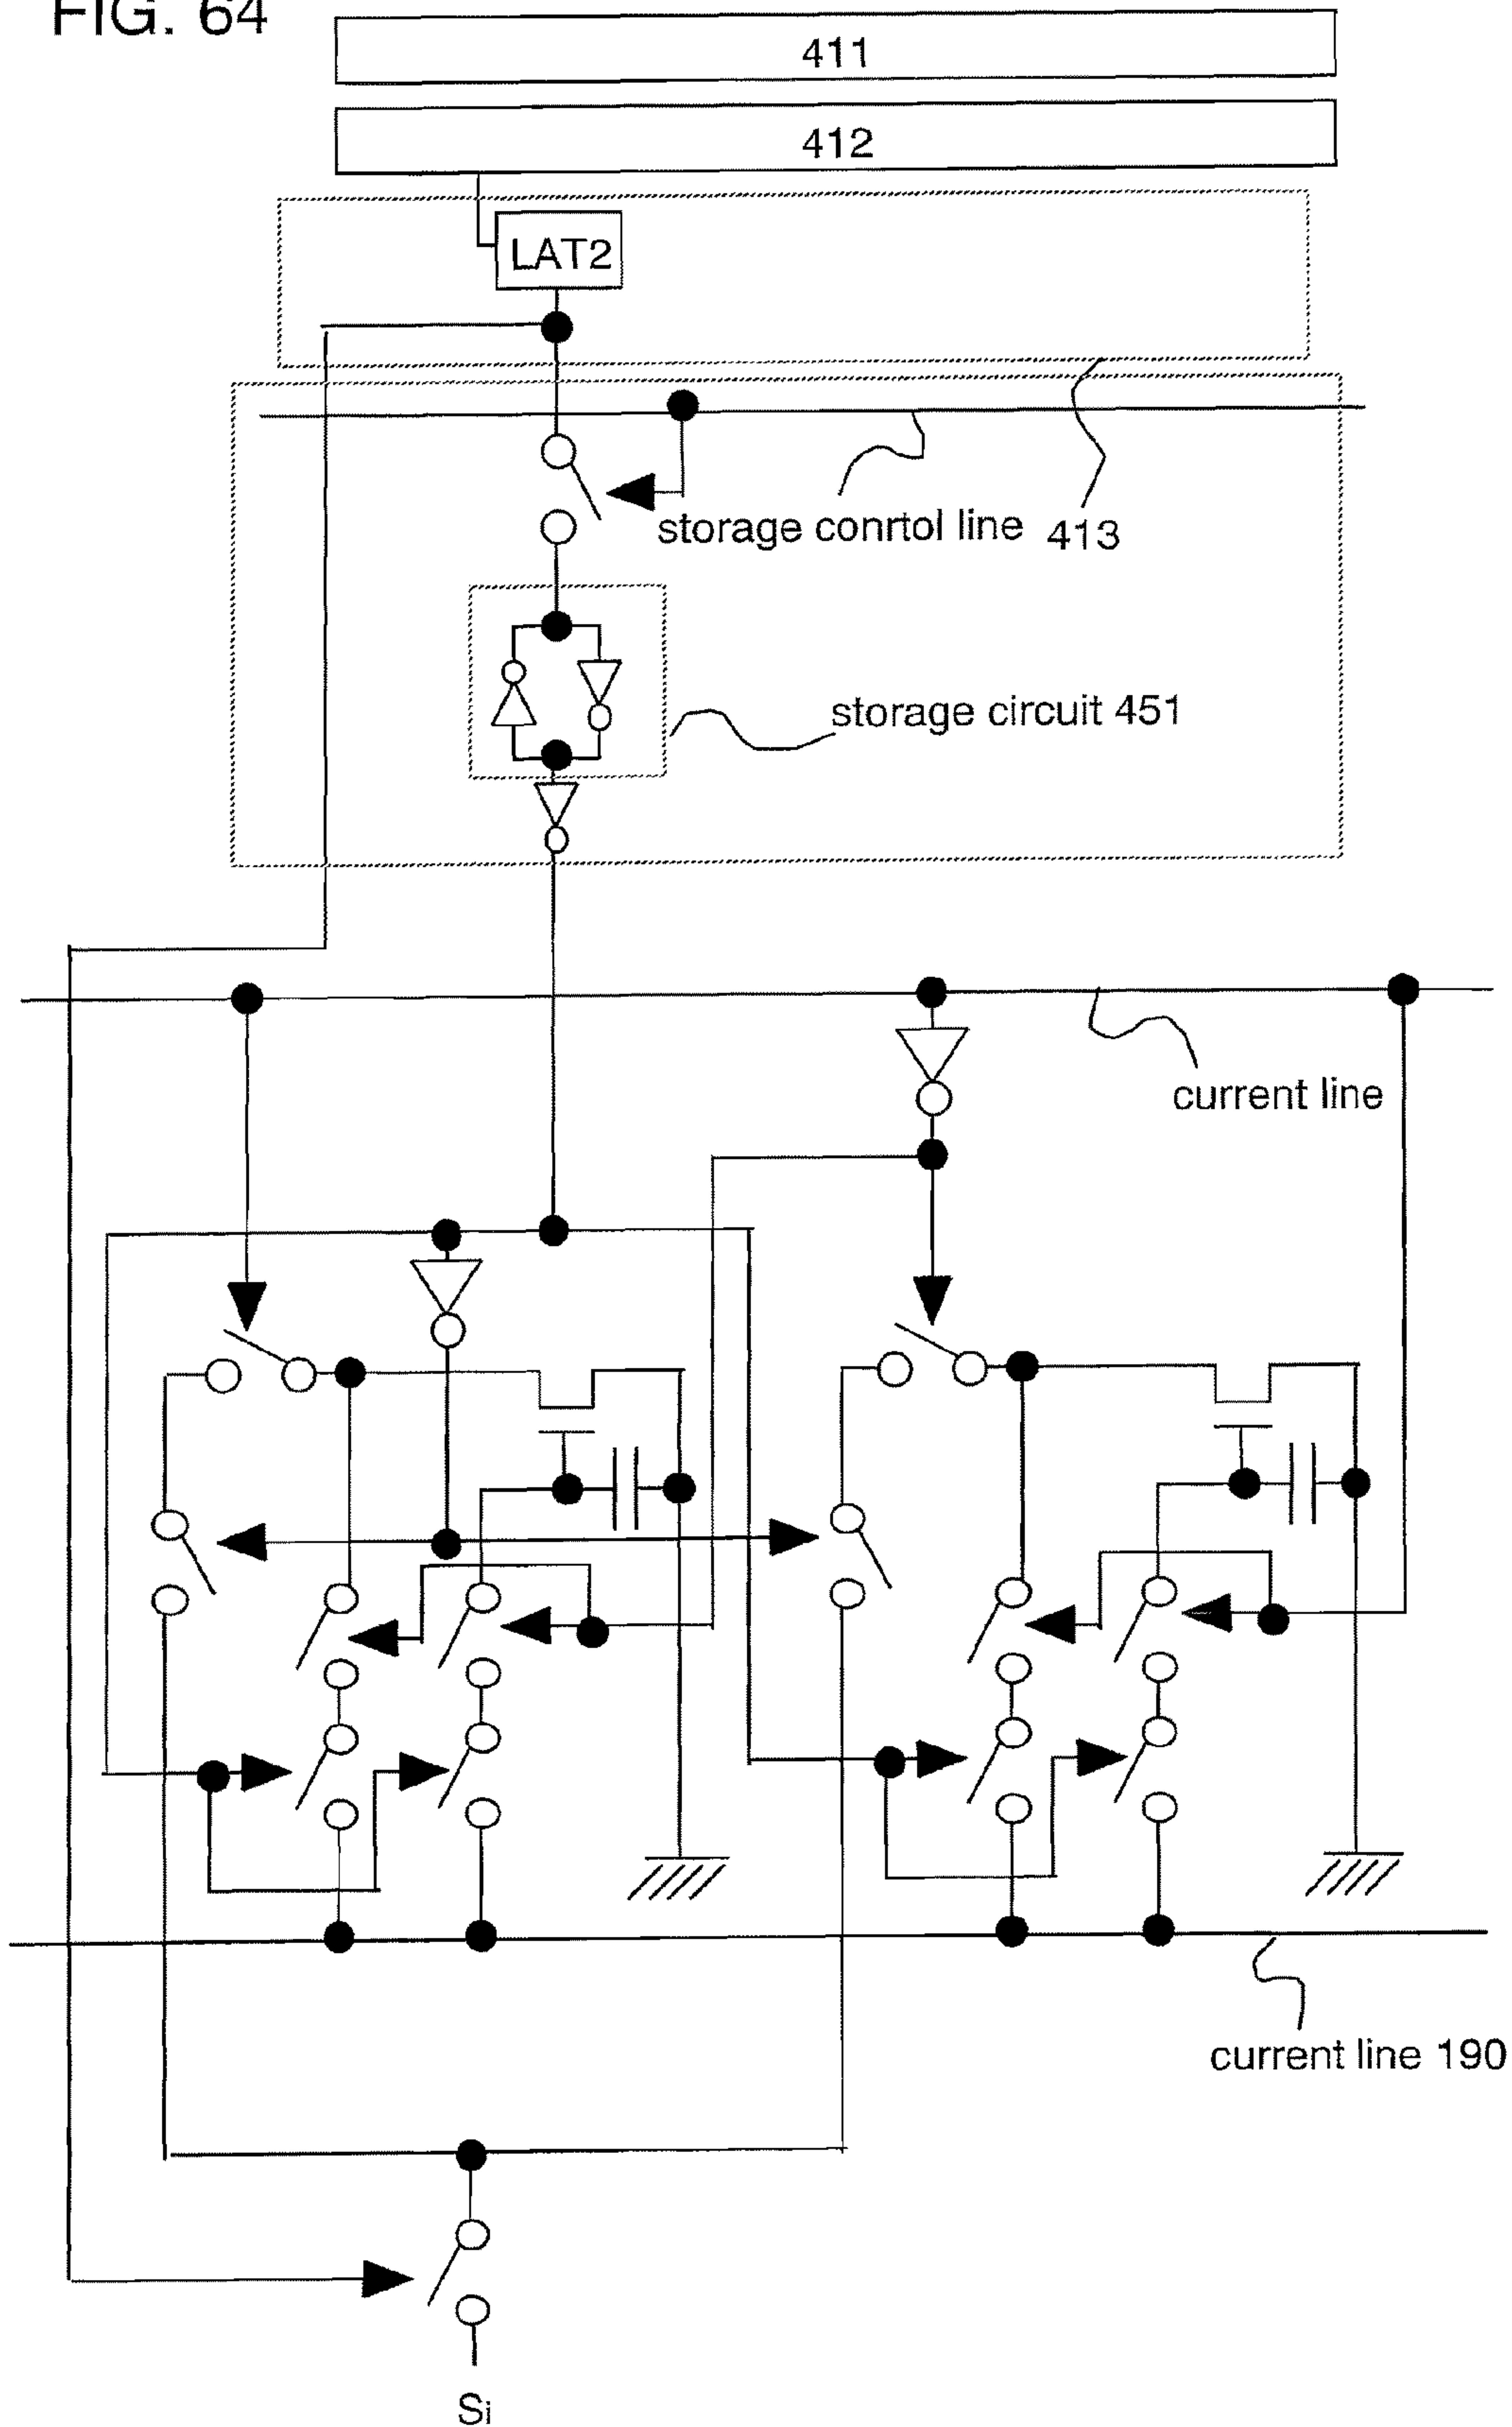 FIG. 64
411
412
LAT2
storage conrtol line 413
storage circuit 451
current line
current line 190
Si